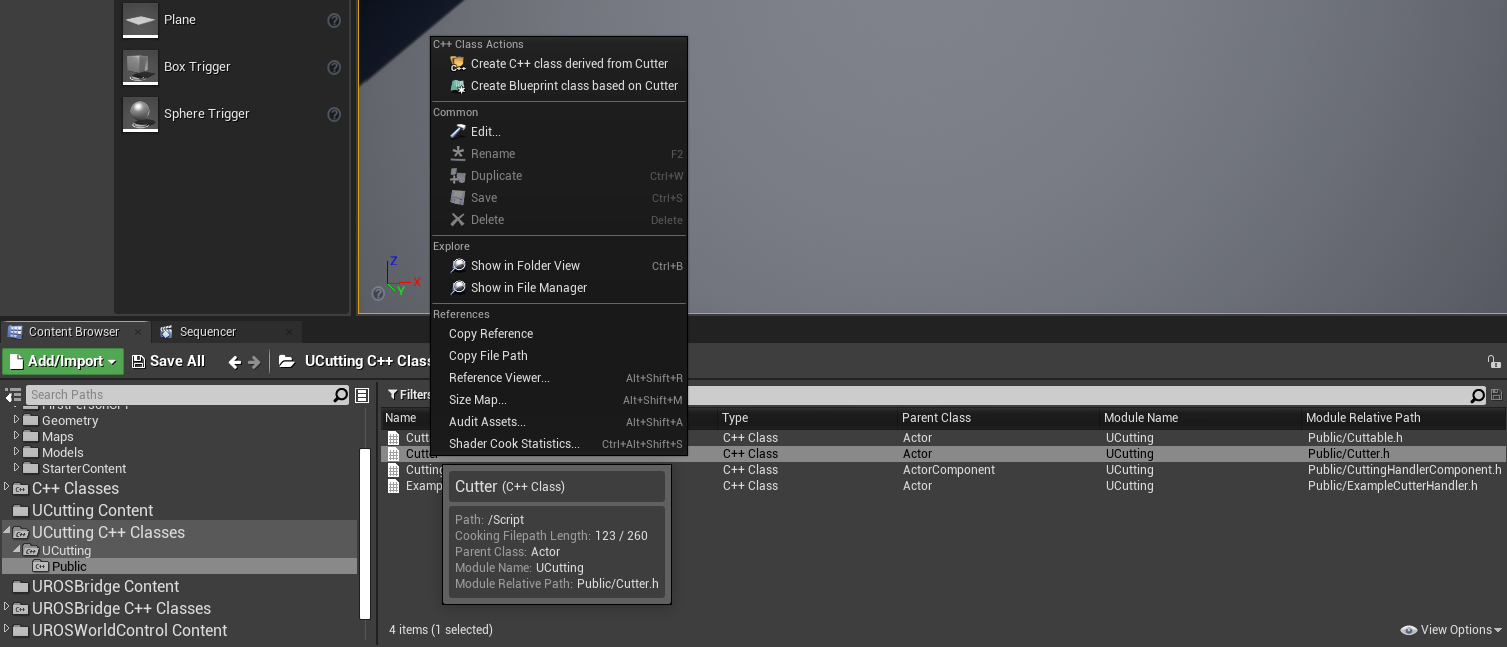 Plane
Box Trigger
Sphere Trigger
C++ Class Actions
Create C++ class derived from Cutter
Create Blueprint class based on Cutter
Common
Edit...
Rename F2
Duplicate Ctrl+W
Save Ctrl+S
Delete Delete
Explore
Show in Folder View Ctrl+B
Show in File Manager
References
Copy Reference
Copy File Path
Reference Viewer... Alt+Shift+R
Size Map... Alt+Shift+M
Audit Assets... Alt+Shift+A
Shader Cook Statistics... Ctrl+Alt+Shift+S
Z
X
Y
Content Browser
Sequencer
Add/Import
Save All
UCutting C++ Class
Search Paths
Geometry
Maps
Models
StarterContent
C++ Classes
UCutting Content
UCutting C++ Classes
UCutting
Public
UROSBridge Content
UROSBridge C++ Classes
UROSWorldControl Content
Filters
Name Type Parent Class Module Name Module Relative Path
Cutt C++ Class Actor UCutting Public/Cuttable.h
Cutter C++ Class Actor UCutting Public/Cutter.h
Cutting C++ Class ActorComponent UCutting Public/CuttingHandlerComponent.h
Examp C++ Class Actor UCutting Public/ExampleCutterHandler.h
Cutter (C++ Class)
Path: /Script
Cooking Filepath Length: 123 / 260
Parent Class: Actor
Module Name: UCutting
Module Relative Path: Public/Cutter.h
4 items (1 selected)
View Options